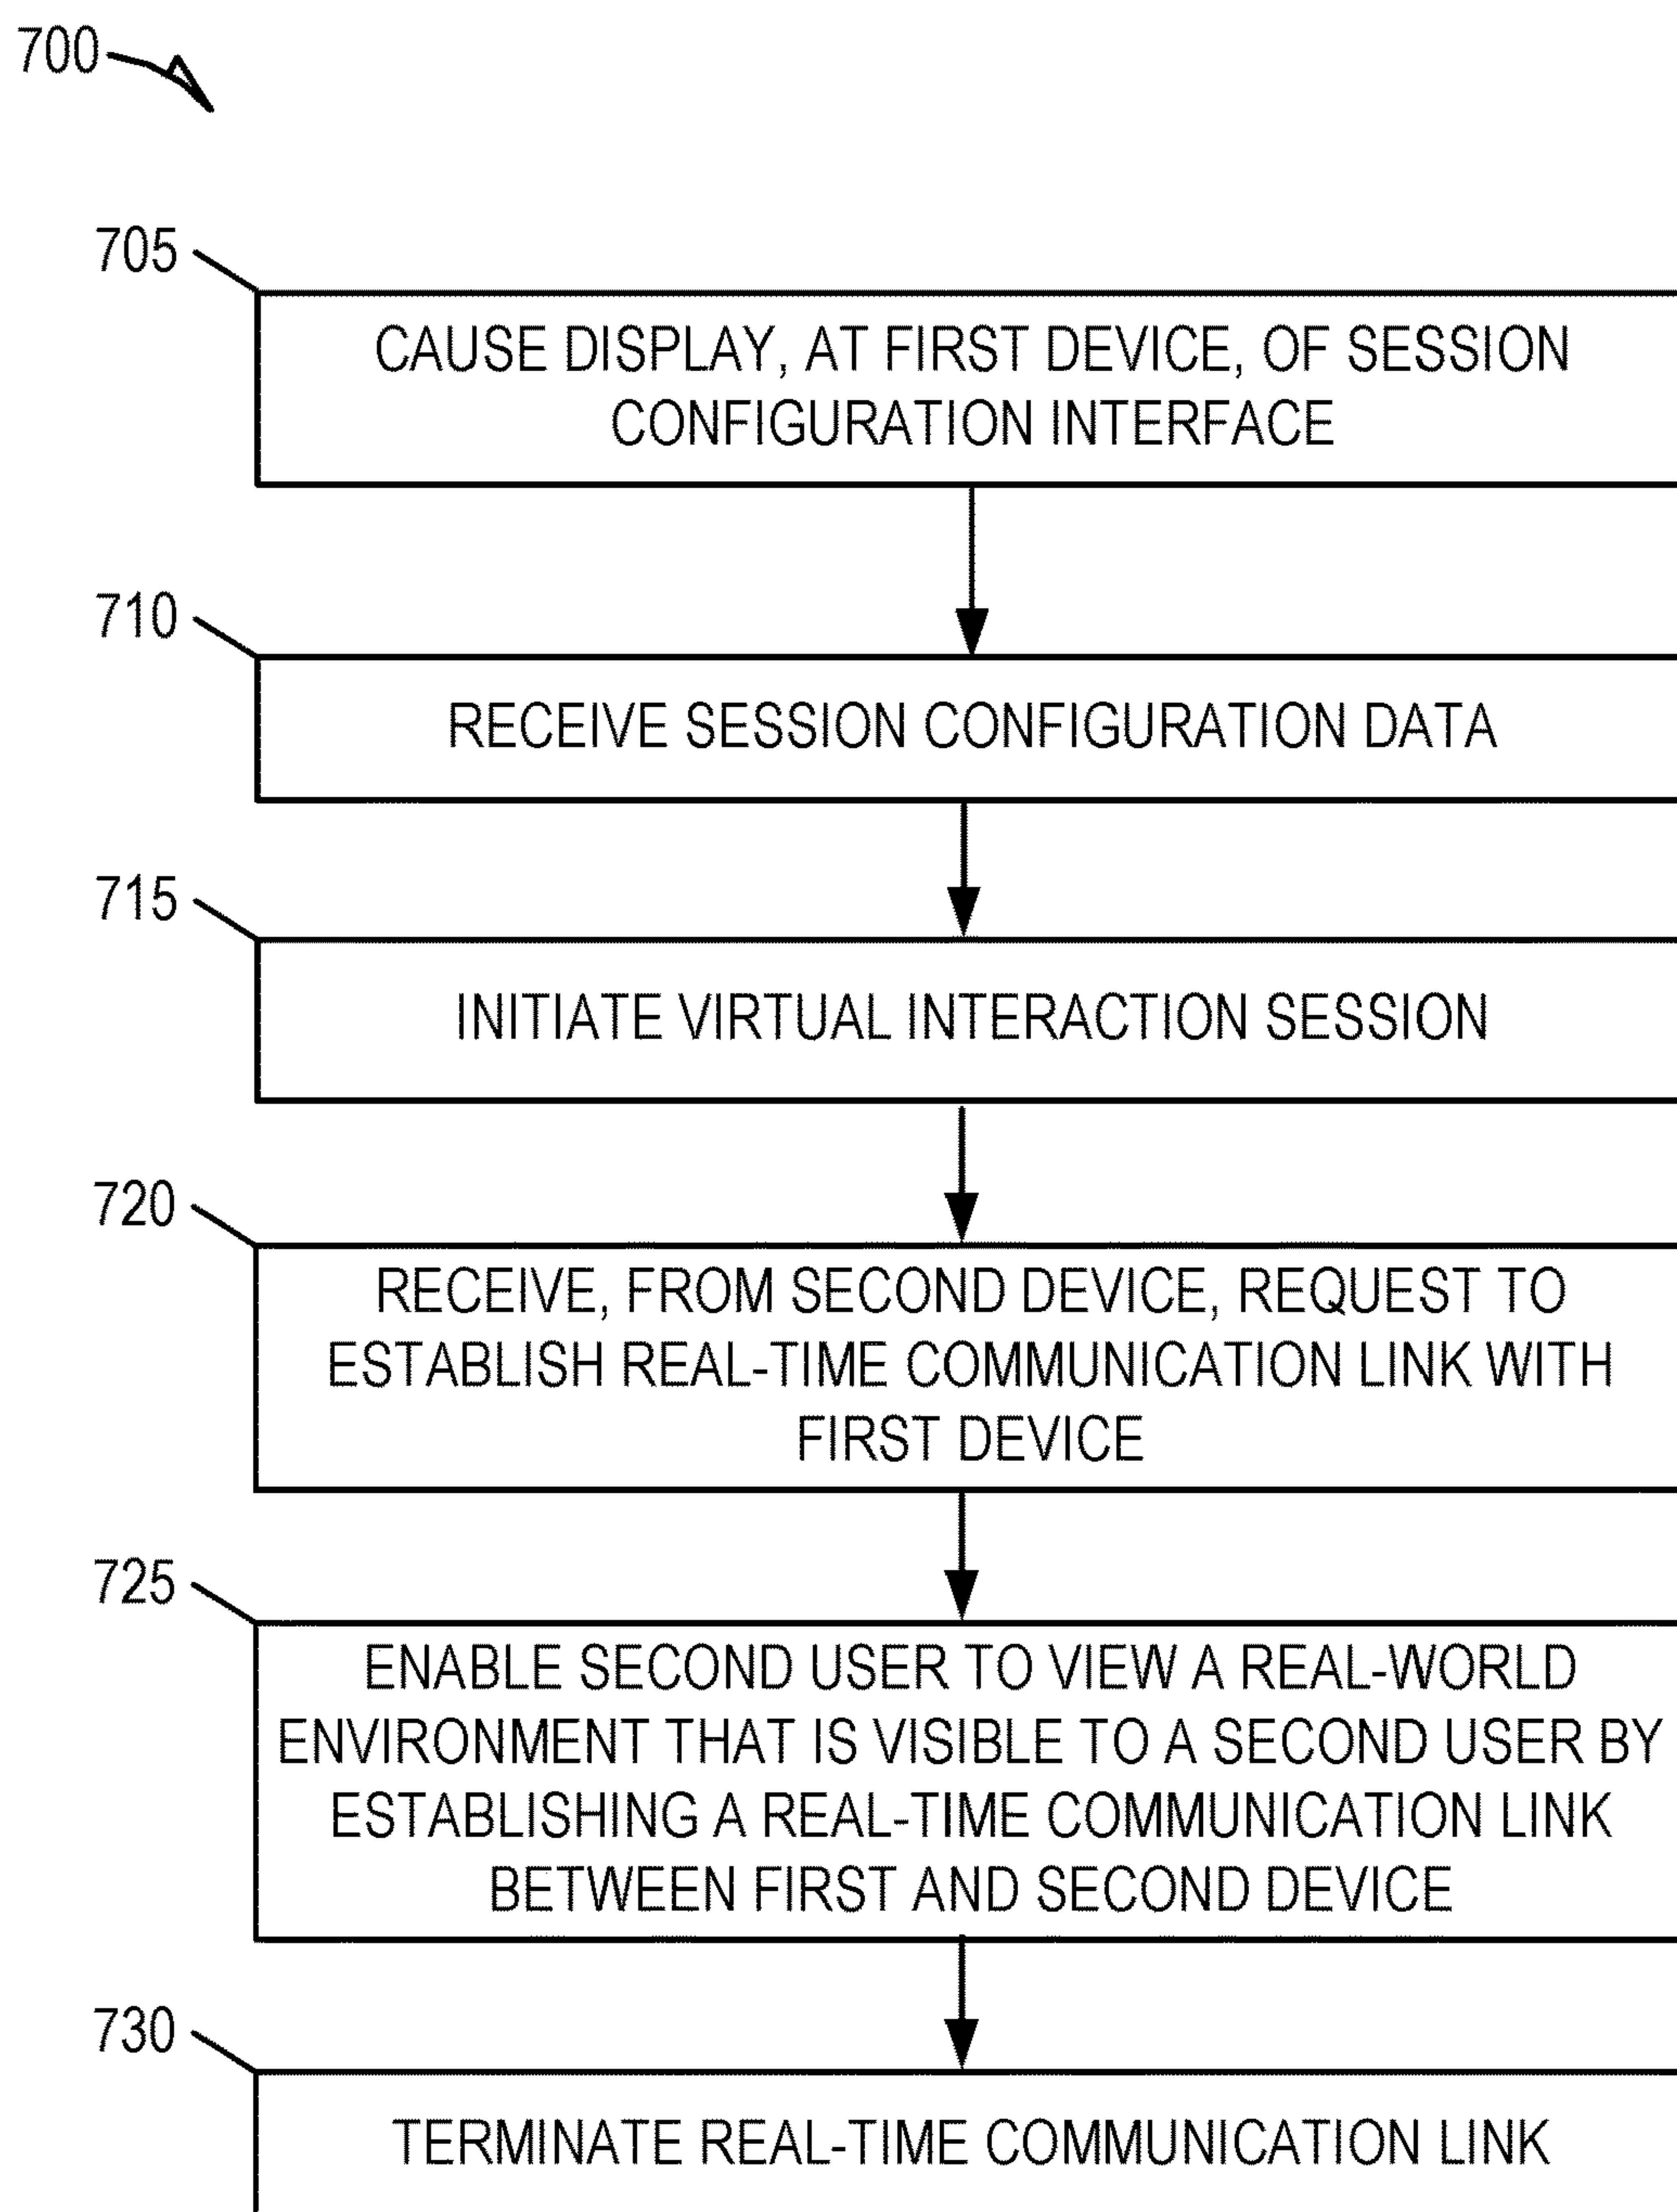 700
705
CAUSE DISPLAY, AT FIRST DEVICE, OF SESSION
CONFIGURATION INTERFACE
710
RECEIVE SESSION CONFIGURATION DATA
715
INITIATE VIRTUAL INTERACTION SESSION
720
RECEIVE, FROM SECOND DEVICE, REQUEST TO
ESTABLISH REAL-TIME COMMUNICATION LINK WITH
FIRST DEVICE
725
ENABLE SECOND USER TO VIEW A REAL-WORLD
ENVIRONMENT THAT IS VISIBLE TO A SECOND USER BY
ESTABLISHING A REAL-TIME COMMUNICATION LINK
BETWEEN FIRST AND SECOND DEVICE
730
TERMINATE REAL-TIME COMMUNICATION LINK